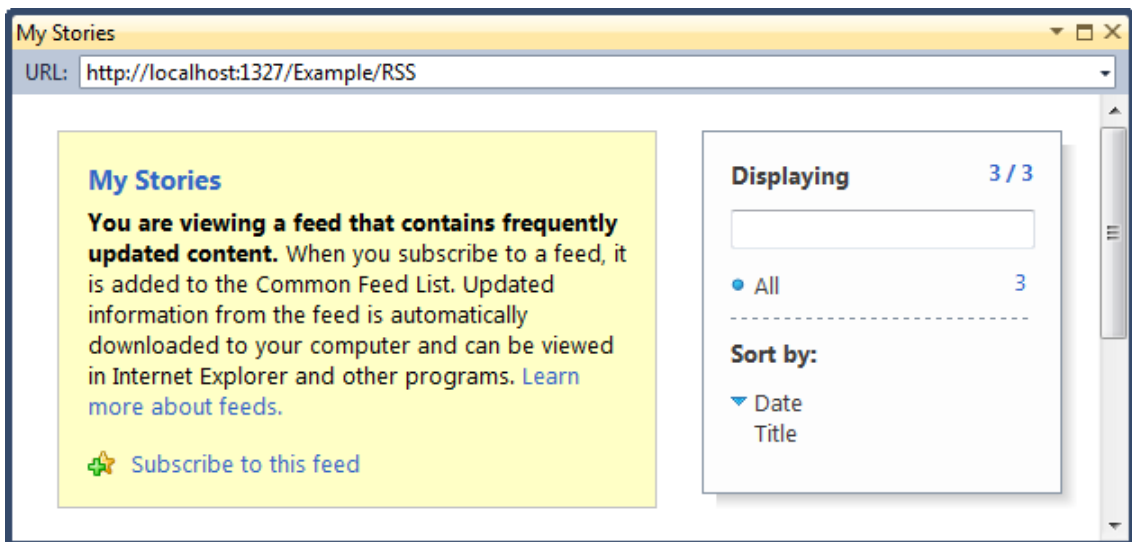 My Stories
URL: http://localhost:1327/Example/RSS
My Stories
You are viewing a feed that contains frequently
updated content. When you subscribe to a feed, it
is added to the Common Feed List. Updated
information from the feed is automatically
downloaded to your computer and can be viewed
in Internet Explorer and other programs. Learn
more about feeds.
Subscribe to this feed
Displaying 3 / 3
All 3
Sort by:
Date
Title